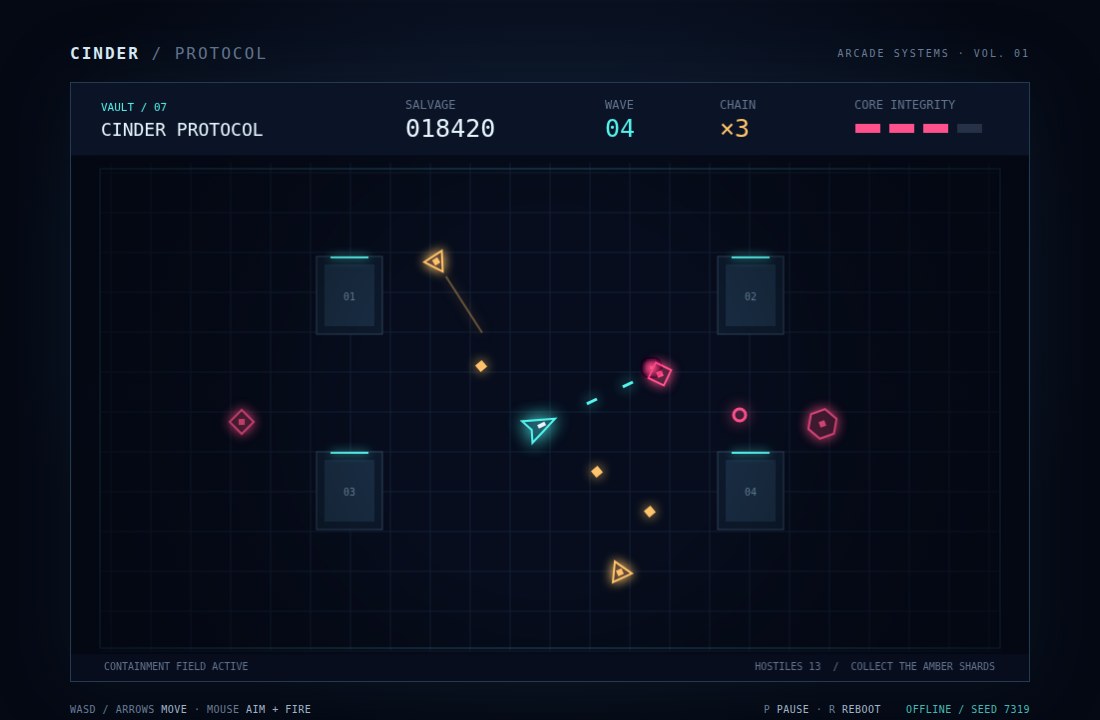 CINDER / PROTOCOL
ARCADE SYSTEMS · VOL. 01
VAULT / 07
CINDER PROTOCOL
SALVAGE
018420
WAVE
04
CHAIN
×3
CORE INTEGRITY
01
02
03
04
CONTAINMENT FIELD ACTIVE
HOSTILES 13 / COLLECT THE AMBER SHARDS
WASD / ARROWS MOVE · MOUSE AIM + FIRE
P PAUSE · R REBOOT
OFFLINE / SEED 7319